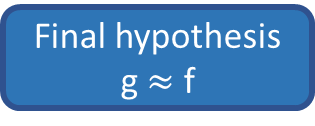 Final hypothesis
g ≈ f